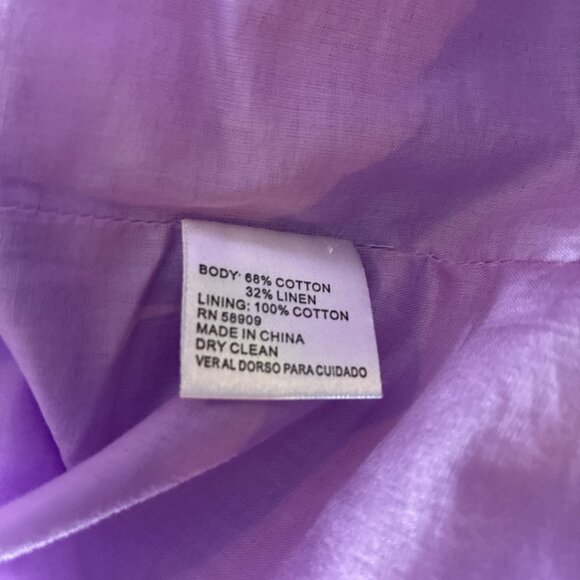 BODY: 68% COTTON
32% LINEN
LINING: 100% COTTON
RN 58909
MADE IN CHINA
DRY CLEAN
VER AL DORSO PARA CUIDADO